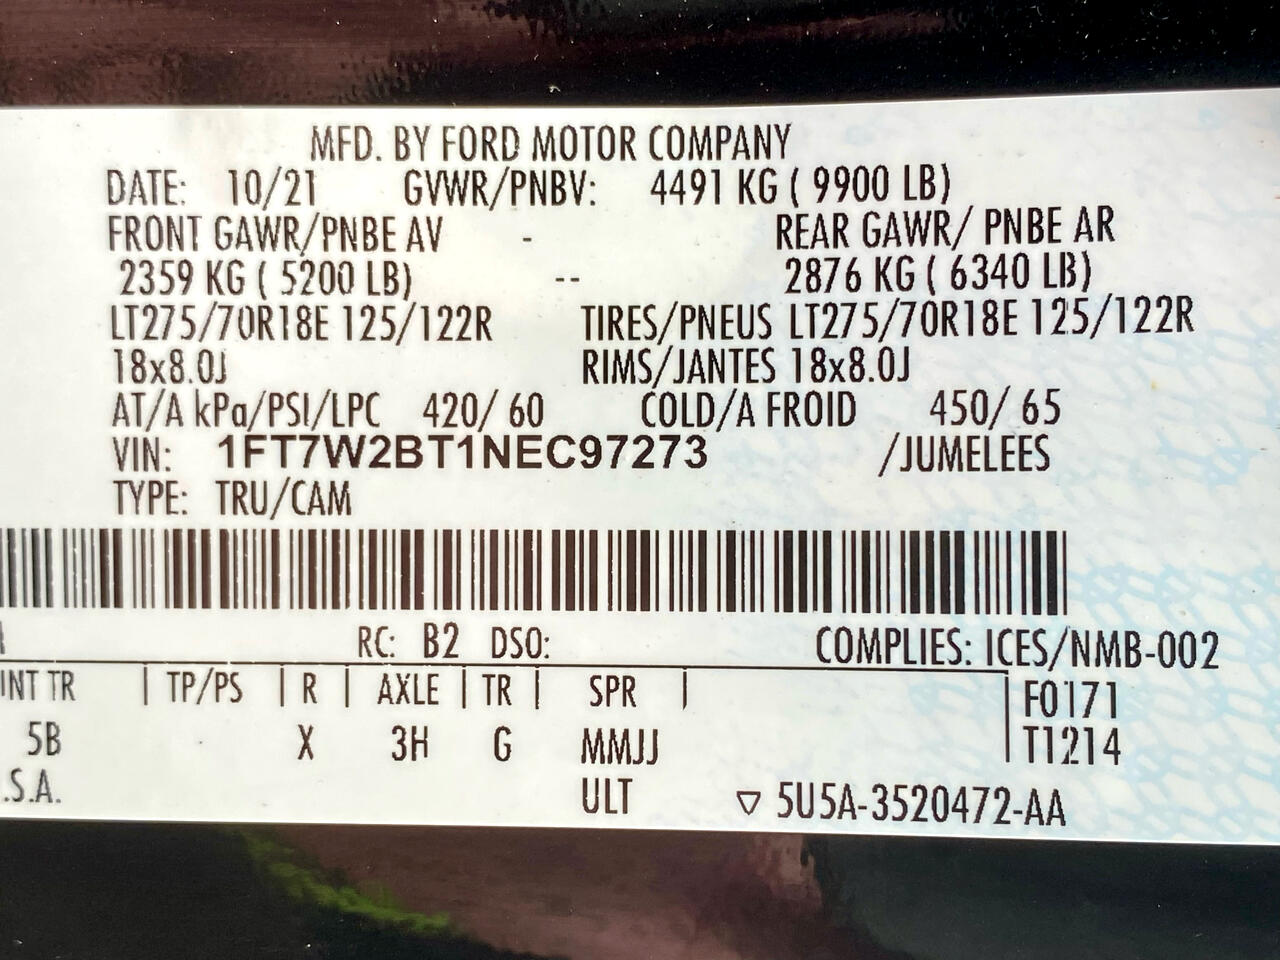 MFD. BY FORD MOTOR COMPANY
DATE: 10/21 GVWR/PNBV: 4491 KG ( 9900 LB)
FRONT GAWR/PNBE AV - REAR GAWR/ PNBE AR
2359 KG ( 5200 LB) -- 2876 KG ( 6340 LB)
LT275/70R18E 125/122R TIRES/PNEUS LT275/70R18E 125/122R
18x8.0J RIMS/JANTES 18x8.0J
AT/A kPa/PSI/LPC 420/ 60 COLD/A FROID 450/ 65
VIN: 1FT7W2BT1NEC97273 /JUMELEES
TYPE: TRU/CAM
RC: B2 DSO: COMPLIES: ICES/NMB-002
INT TR | TP/PS | R | AXLE | TR | SPR | F0171
5B X 3H G MMJJ T1214
.S.A. ULT ▽ 5U5A-3520472-AA